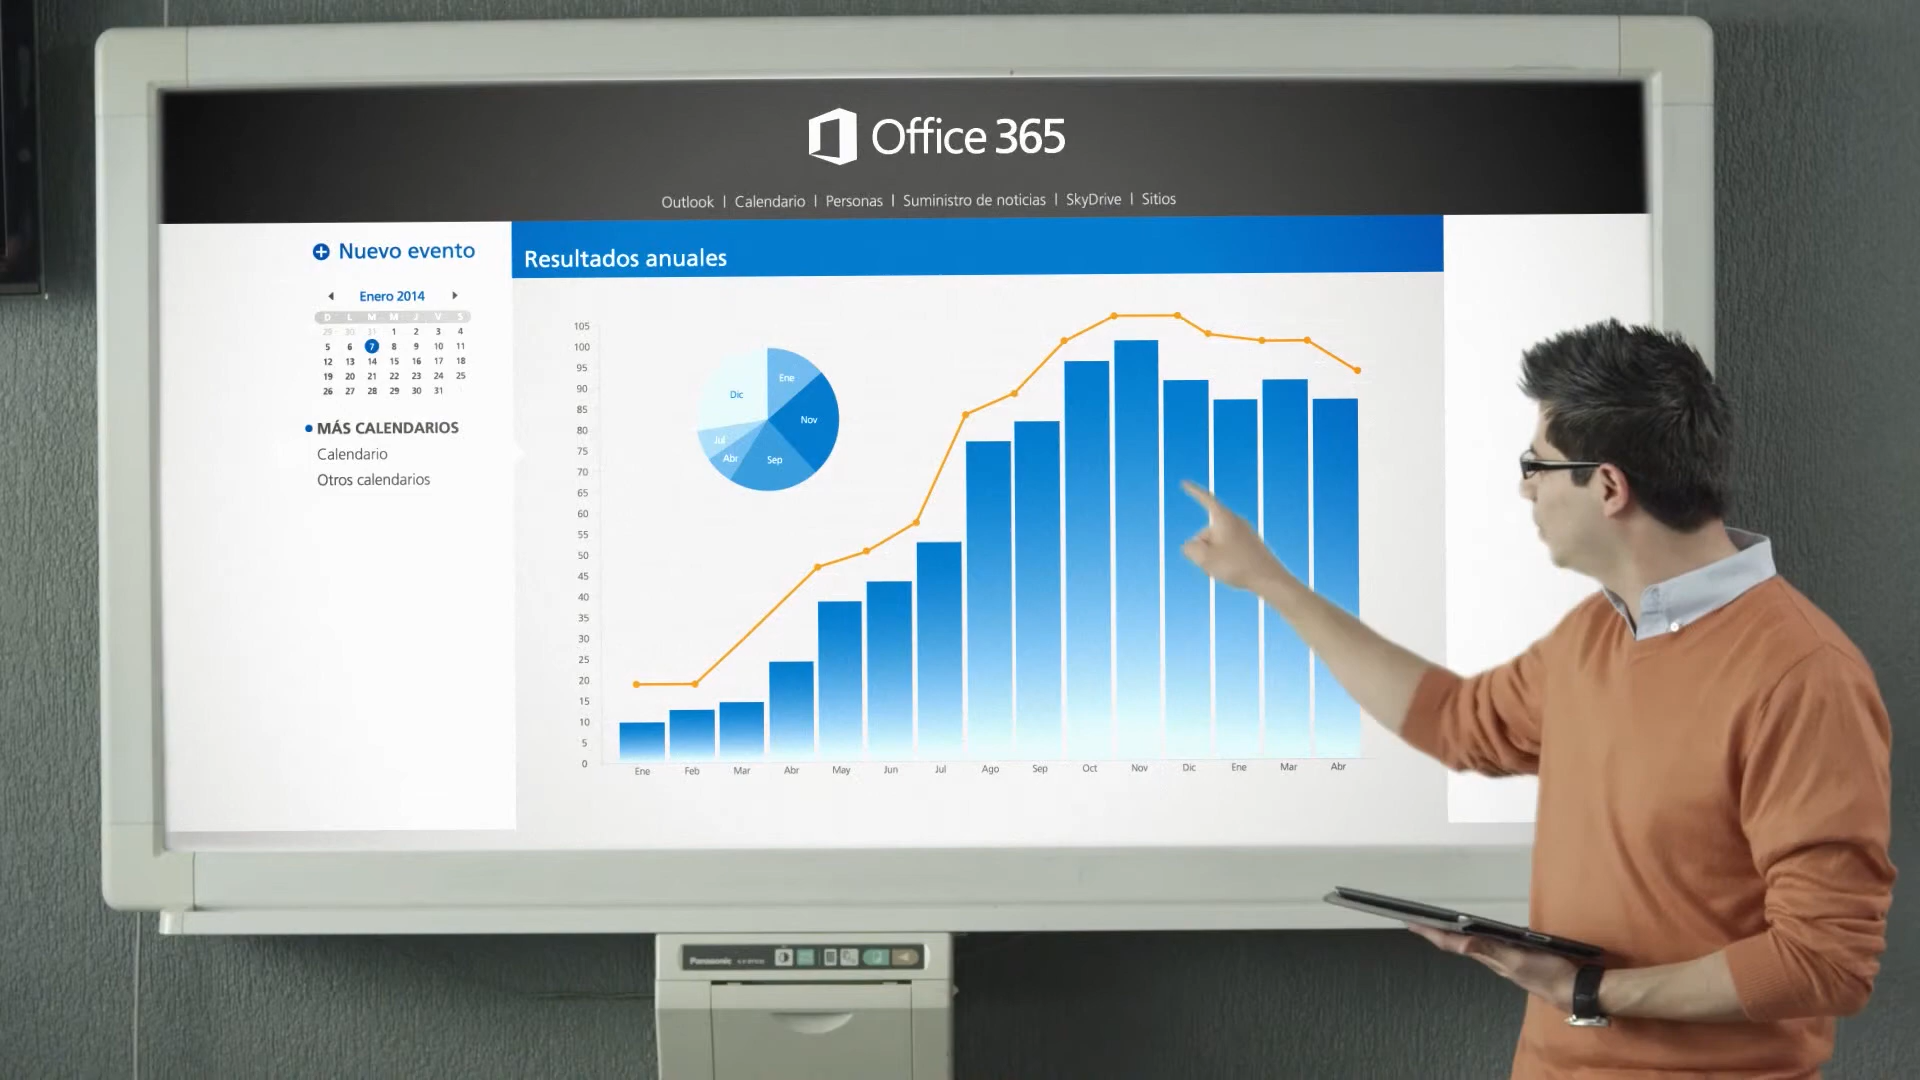 Office 365
Outlook | Calendario | Personas | Suministro de noticias | SkyDrive | Sitios
Nuevo evento
Enero 2014
D L M M J V S
29 30 31 1 2 3 4
5 6 7 8 9 10 11
12 13 14 15 16 17 18
19 20 21 22 23 24 25
26 27 28 29 30 31
MÁS CALENDARIOS
Calendario
Otros calendarios
Resultados anuales
105
100
95
90
85
80
75
70
65
60
55
50
45
40
35
30
25
20
15
10
5
0
Ene
Nov
Sep
Abr
Jul
Dic
Ene Feb Mar Abr May Jun Jul Ago Sep Oct Nov Dic Ene Mar Abr
Panasonic